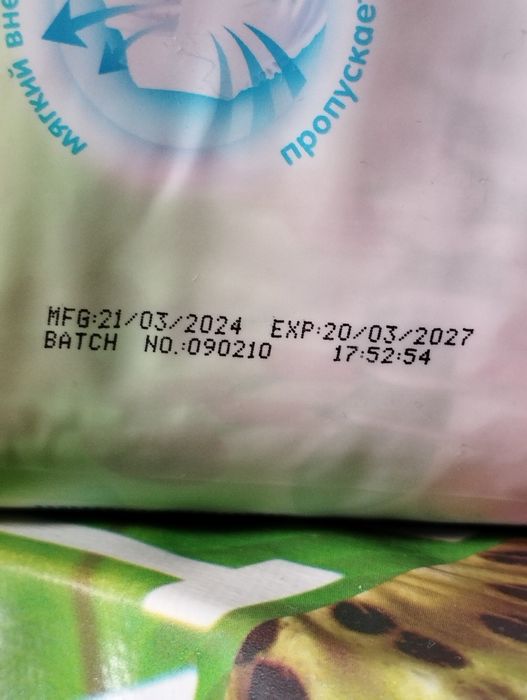 мягкий вне
пропускае
MFG:21/03/2024 EXP:20/03/2027
BATCH NO.:090210 17:52:54